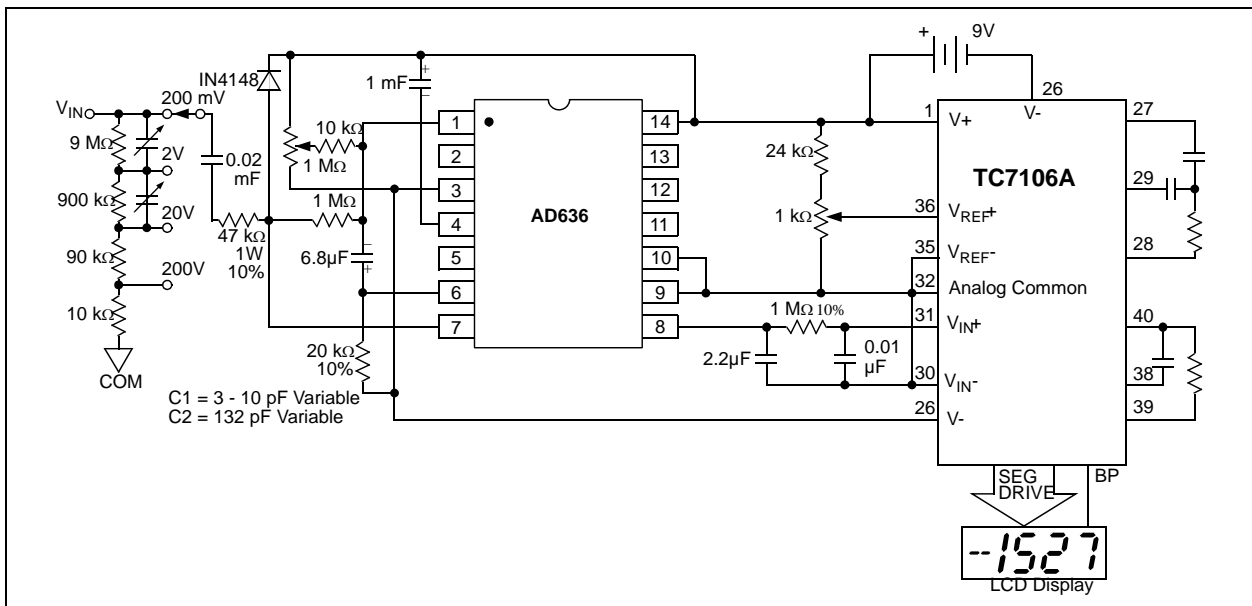 9V
+
26
V-
IN4148
200 mV
VIN
1 mF
+
–
9 MΩ
2V
0.02
mF
10 kΩ
1 MΩ
900 kΩ
20V
47 kΩ
1W
10%
1 MΩ
6.8µF
–
+
90 kΩ
200V
10 kΩ
COM
20 kΩ
10%
C1 = 3 - 10 pF Variable
C2 = 132 pF Variable
AD636
1
2
3
4
5
6
7
14
13
12
11
10
9
8
24 kΩ
1 kΩ
1 MΩ 10%
2.2µF
0.01
µF
TC7106A
1 V+
36 VREF+
35 VREF-
32 Analog Common
31 VIN+
30 VIN-
26 V-
27
29
28
40
38
39
SEG
DRIVE
BP
--1527
LCD Display